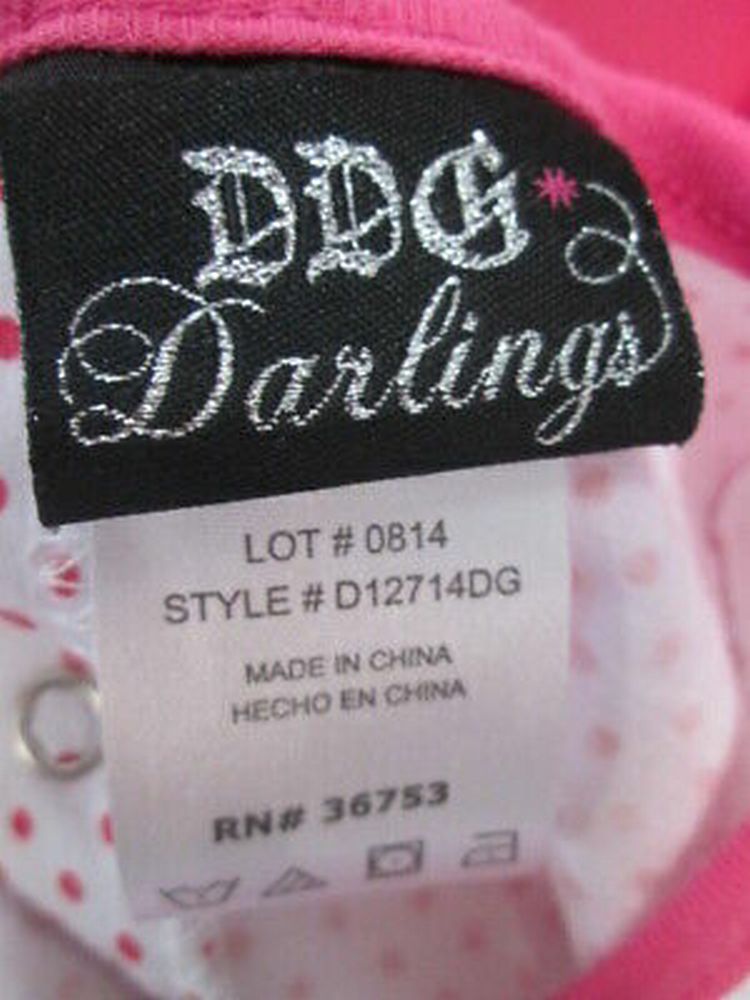 DDG*
Darlings
LOT # 0814
STYLE # D12714DG
MADE IN CHINA
HECHO EN CHINA
RN# 36753